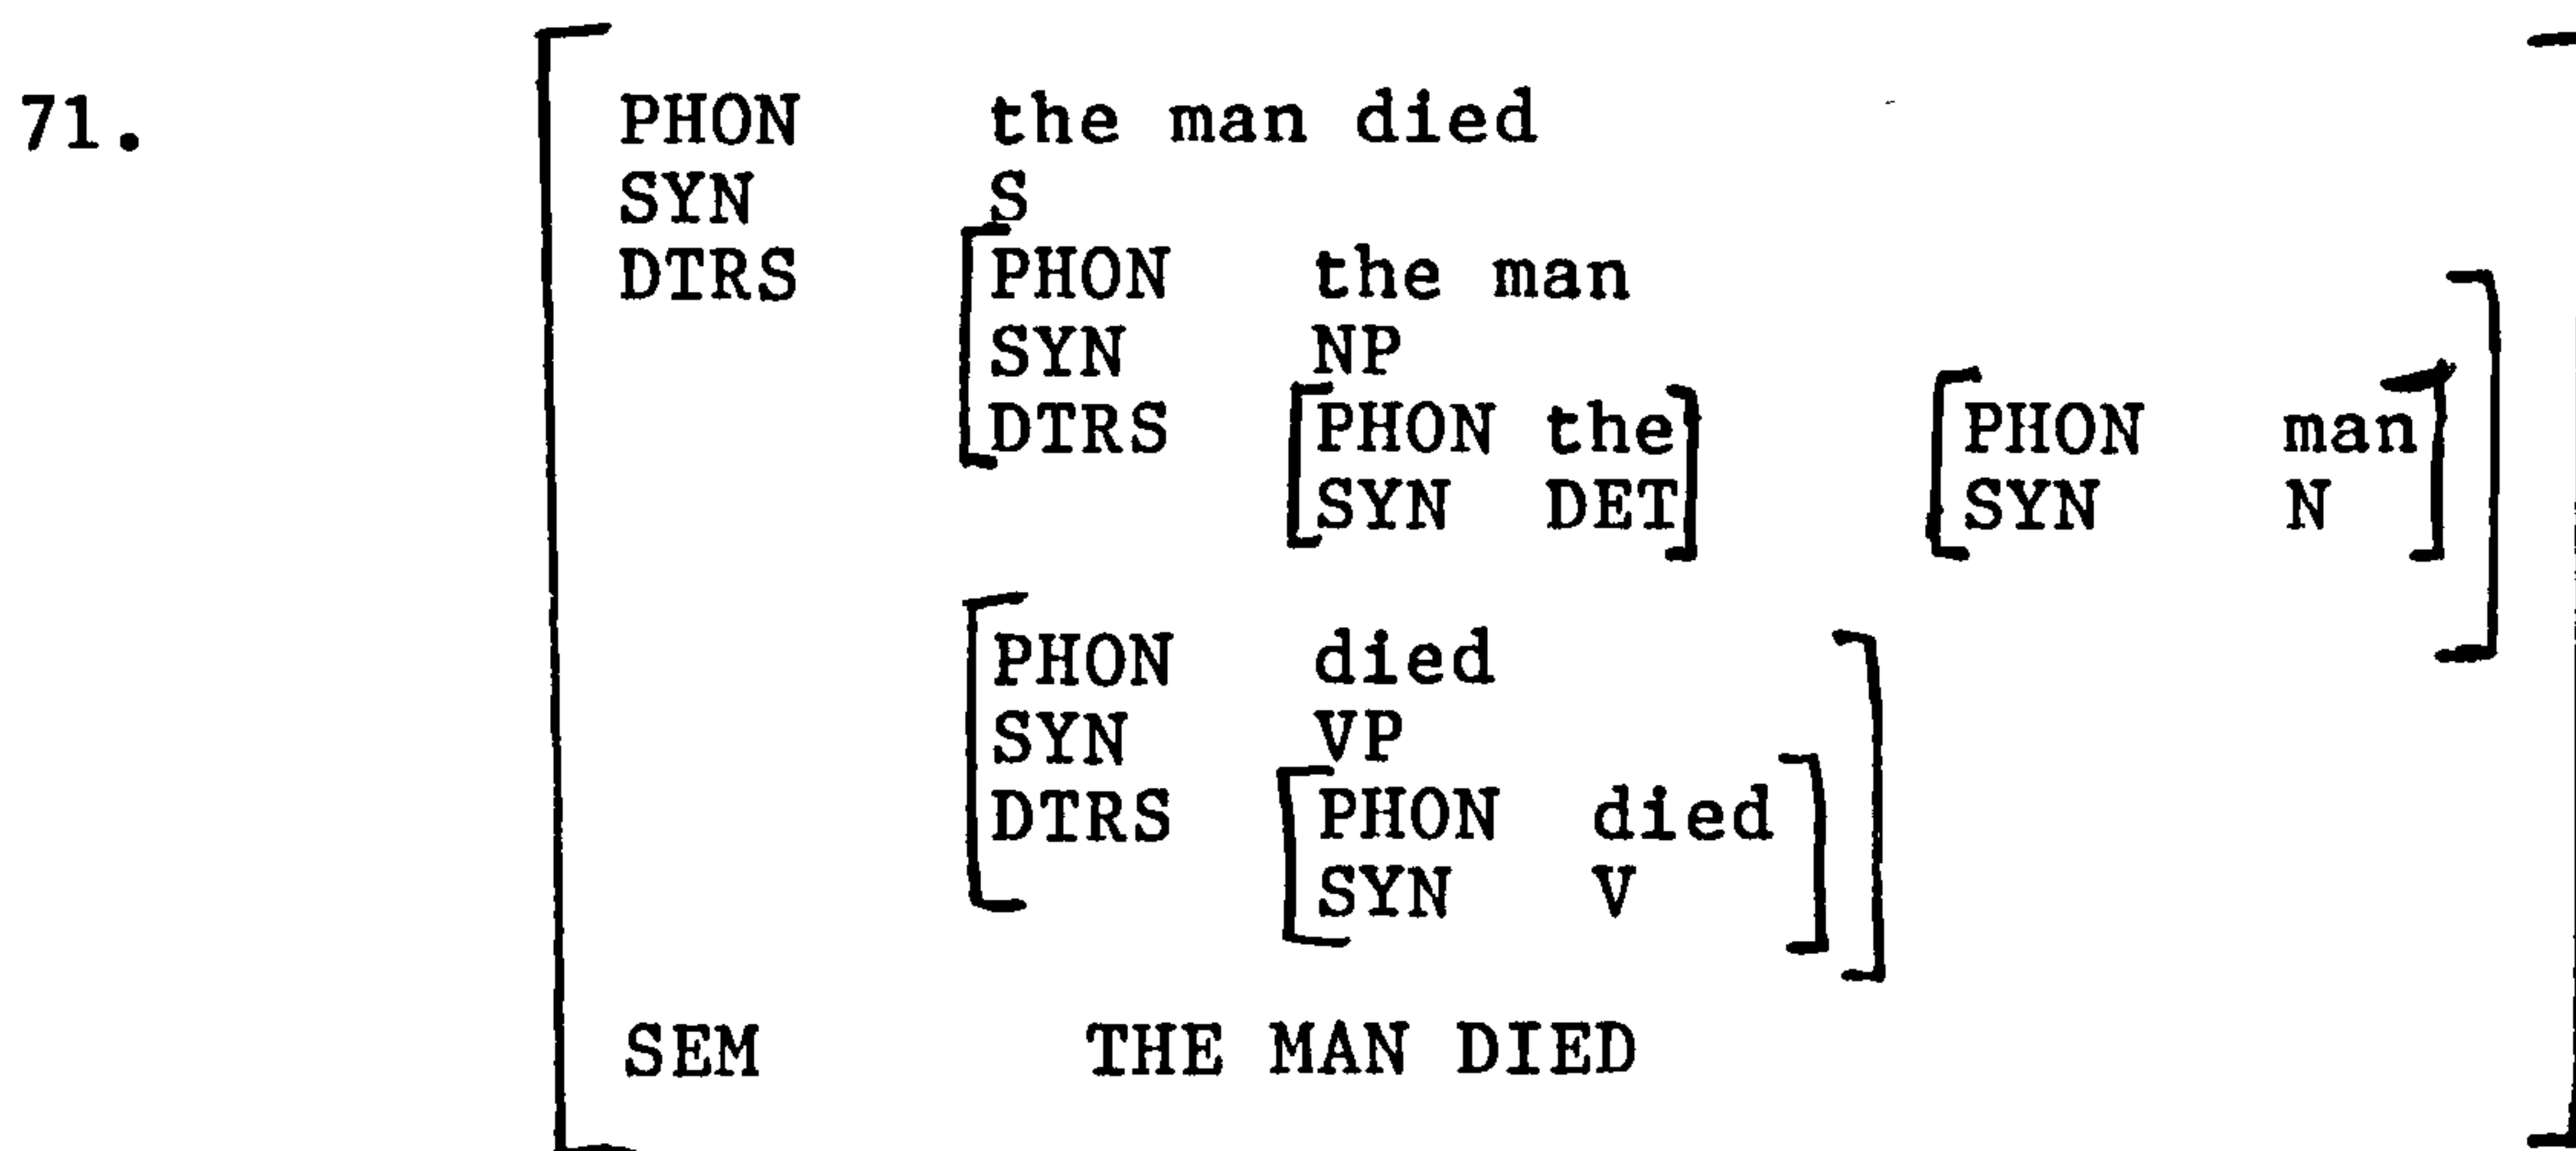 71. PHON the man died
SYN S
DTRS PHON the man
SYN NP
DTRS PHON the PHON man
SYN DET SYN N
PHON died
SYN VP
DTRS PHON died
SYN V
SEM THE MAN DIED